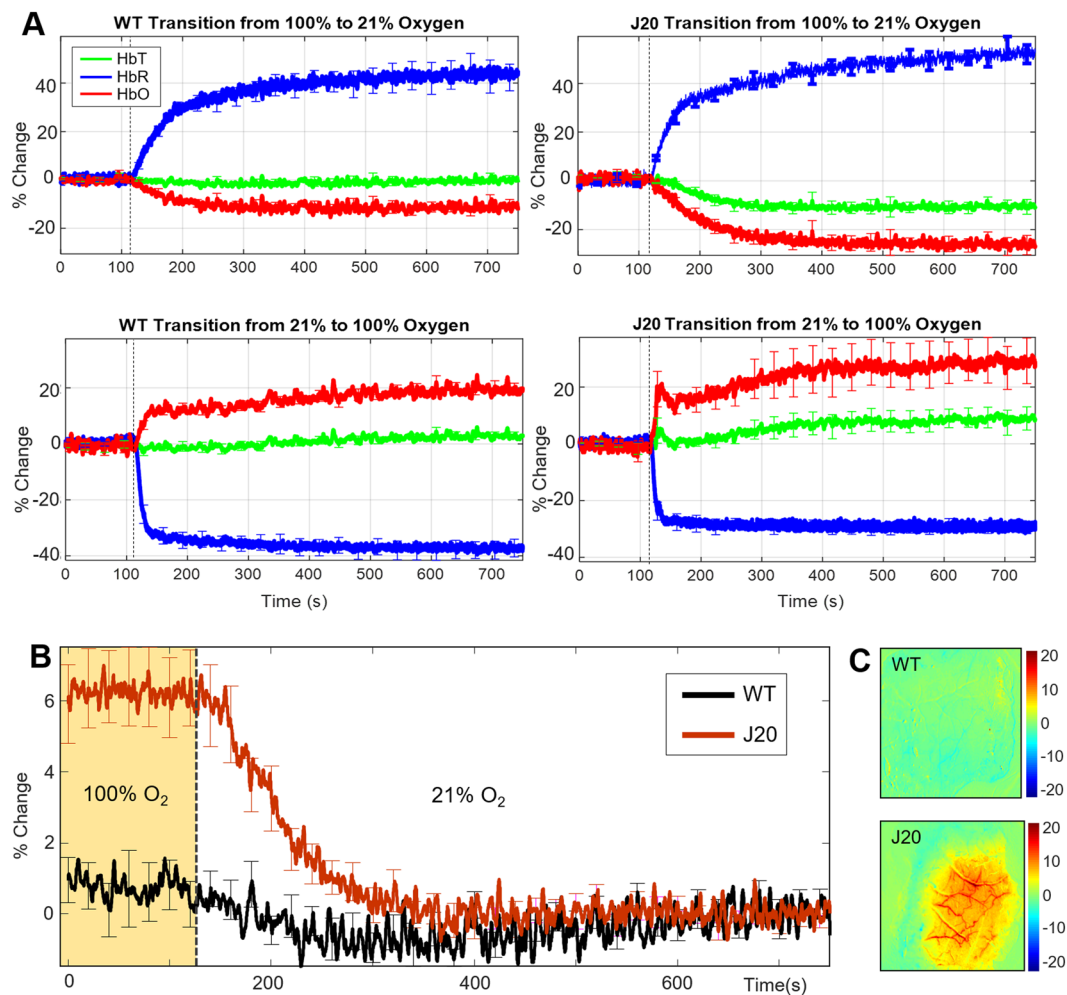 A
WT Transition from 100% to 21% Oxygen
HbT
HbR
HbO
% Change
40
20
0
-20
0 100 200 300 400 500 600 700
J20 Transition from 100% to 21% Oxygen
% Change
60
40
20
0
-20
0 100 200 300 400 500 600 700
WT Transition from 21% to 100% Oxygen
% Change
20
0
-20
-40
0 100 200 300 400 500 600 700
Time (s)
J20 Transition from 21% to 100% Oxygen
% Change
20
0
-20
-40
0 100 200 300 400 500 600 700
Time (s)
B
% Change
6
4
2
0
100% O2
21% O2
WT
J20
0 200 400 600 Time(s)
C
WT
20
10
0
-10
-20
J20
20
10
0
-10
-20